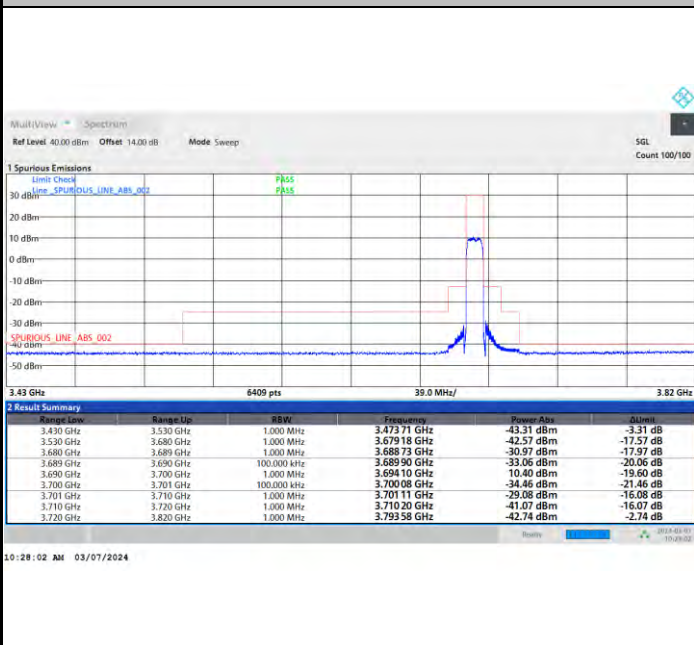 MultiView Spectrum
Ref Level 40.00 dBm Offset 14.00 dB Mode Sweep SGL
Count 100/100
1 Spurious Emissions
Limit Check PASS
Line _SPURIOUS_LINE_ABS_002 PASS
30 dBm
20 dBm
10 dBm
0 dBm
-10 dBm
-20 dBm
-30 dBm
SPURIOUS_LINE_ABS_002
-40 dBm
-50 dBm
3.43 GHz 6409 pts 39.0 MHz/ 3.82 GHz
2 Result Summary
Range Low Range Up RBW Frequency Power Abs ΔLimit
3.430 GHz 3.530 GHz 1.000 MHz 3.473 71 GHz -43.31 dBm -3.31 dB
3.530 GHz 3.680 GHz 1.000 MHz 3.679 18 GHz -42.57 dBm -17.57 dB
3.680 GHz 3.689 GHz 1.000 MHz 3.688 73 GHz -30.97 dBm -17.97 dB
3.689 GHz 3.690 GHz 100.000 kHz 3.689 90 GHz -33.06 dBm -20.06 dB
3.690 GHz 3.700 GHz 1.000 MHz 3.694 10 GHz 10.40 dBm -19.60 dB
3.700 GHz 3.701 GHz 100.000 kHz 3.700 08 GHz -34.46 dBm -21.46 dB
3.701 GHz 3.710 GHz 1.000 MHz 3.701 11 GHz -29.08 dBm -16.08 dB
3.710 GHz 3.720 GHz 1.000 MHz 3.710 20 GHz -41.07 dBm -16.07 dB
3.720 GHz 3.820 GHz 1.000 MHz 3.793 58 GHz -42.74 dBm -2.74 dB
Ready
10:28:02 AM 03/07/2024